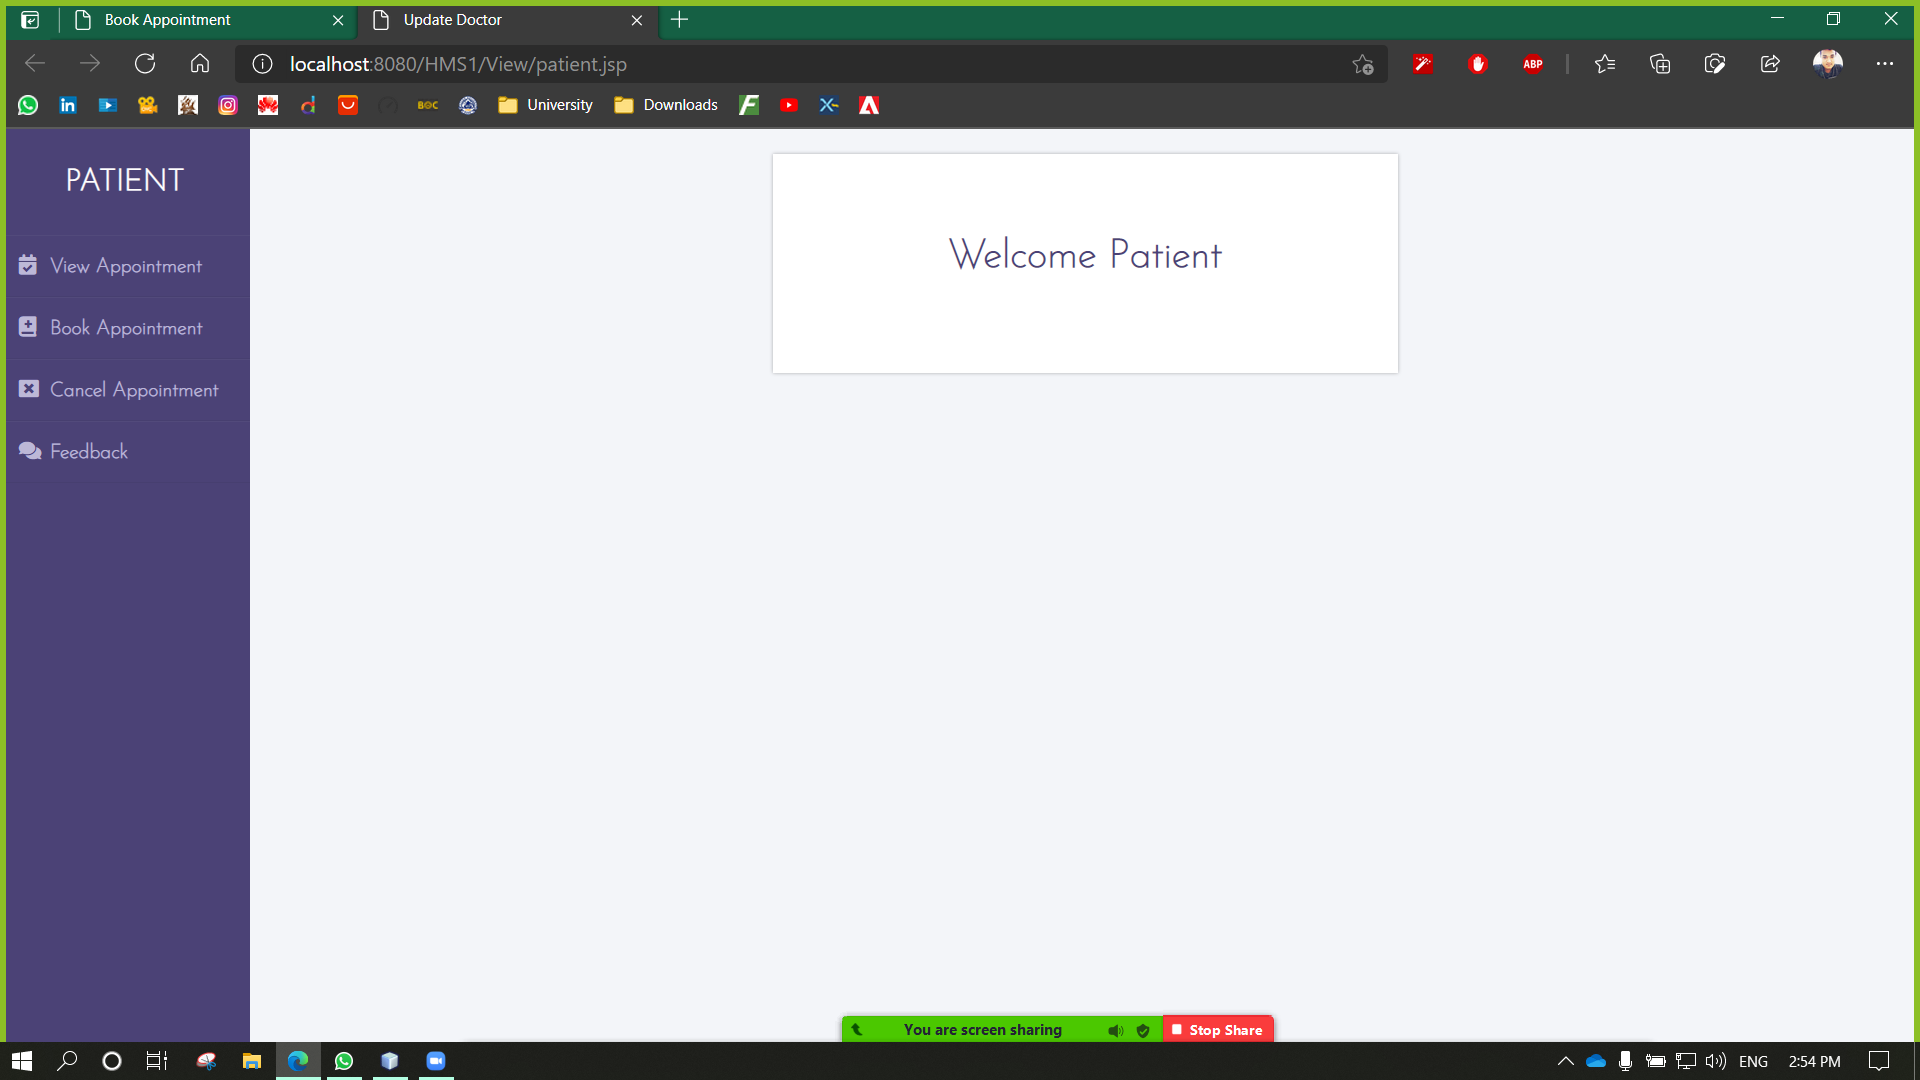 Book Appointment
Update Doctor
localhost:8080/HMS1/View/patient.jsp
ABP
in
BOC
University
Downloads
PATIENT
View Appointment
Book Appointment
Cancel Appointment
Feedback
Welcome Patient
You are screen sharing
Stop Share
ENG
2:54 PM